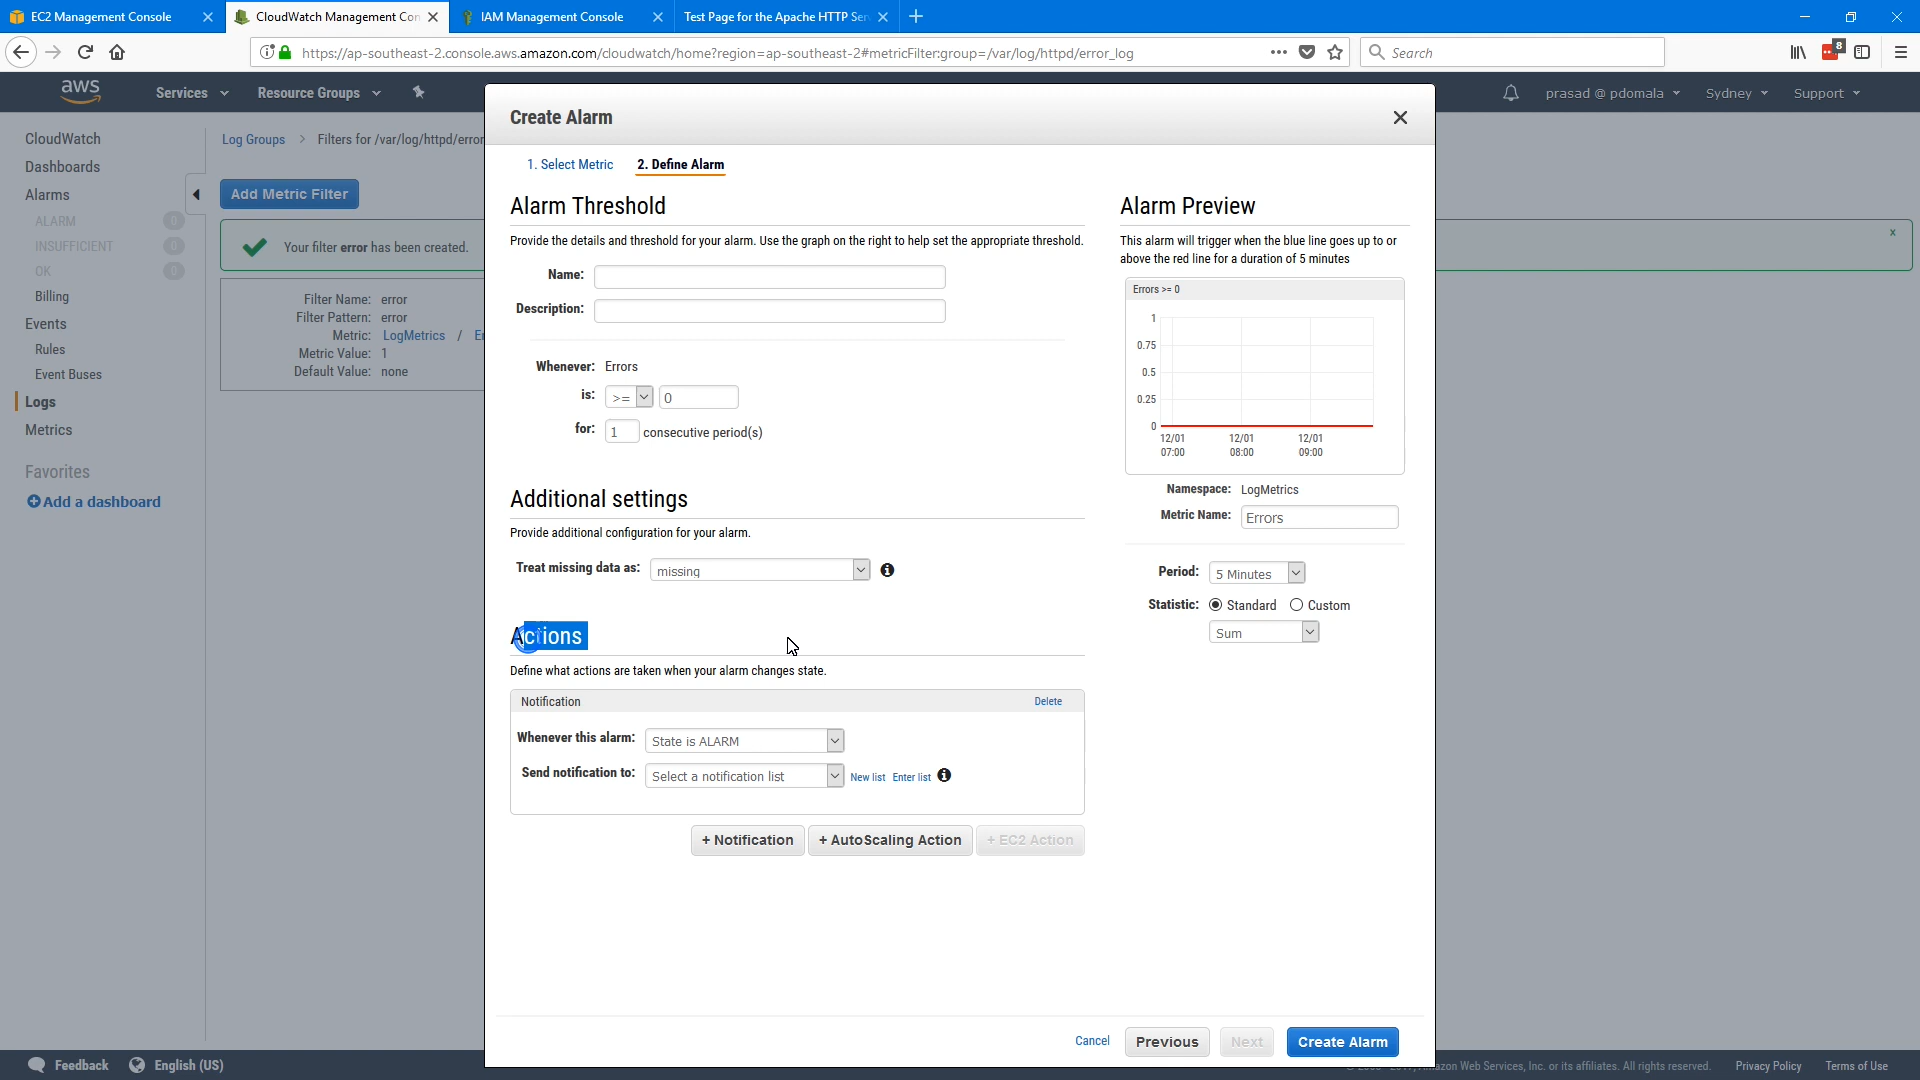 EC2 Management Console
CloudWatch Management Con
IAM Management Console
Test Page for the Apache HTTP Ser
https://ap-southeast-2.console.aws.amazon.com/cloudwatch/home?region=ap-southeast-2#metricFilter:group=/var/log/httpd/error_log
Search
8
aws
Services
Resource Groups
prasad @ pdomala
Sydney
Support
CloudWatch
Dashboards
Alarms
ALARM 0
INSUFFICIENT 0
OK 0
Billing
Events
Rules
Event Buses
Logs
Metrics
Favorites
Add a dashboard
Log Groups > Filters for /var/log/httpd/error
Add Metric Filter
Your filter error has been created.
x
Filter Name: error
Filter Pattern: error
Metric: LogMetrics / Er
Metric Value: 1
Default Value: none
Create Alarm
1. Select Metric
2. Define Alarm
Alarm Threshold
Provide the details and threshold for your alarm. Use the graph on the right to help set the appropriate threshold.
Name:
Description:
Whenever: Errors
is: >= 0
for: 1 consecutive period(s)
Additional settings
Provide additional configuration for your alarm.
Treat missing data as: missing
Actions
Define what actions are taken when your alarm changes state.
Notification
Delete
Whenever this alarm: State is ALARM
Send notification to: Select a notification list New list Enter list
+ Notification
+ AutoScaling Action
+ EC2 Action
Alarm Preview
This alarm will trigger when the blue line goes up to or
above the red line for a duration of 5 minutes
Errors >= 0
1
0.75
0.5
0.25
0
12/01 12/01 12/01
07:00 08:00 09:00
Namespace: LogMetrics
Metric Name: Errors
Period: 5 Minutes
Statistic: Standard Custom
Sum
Cancel
Previous
Next
Create Alarm
Feedback
English (US)
Web Services, Inc. or its affiliates. All rights reserved.
Privacy Policy
Terms of Use